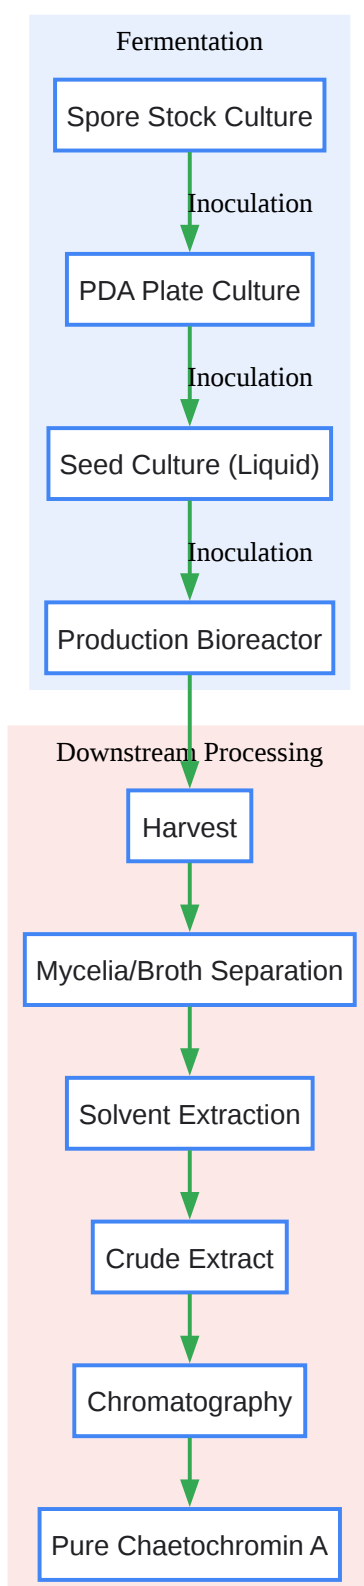 Fermentation
Spore Stock Culture
Inoculation
PDA Plate Culture
Inoculation
Seed Culture (Liquid)
Inoculation
Production Bioreactor
Downstream Processing
Harvest
Mycelia/Broth Separation
Solvent Extraction
Crude Extract
Chromatography
Pure Chaetochromin A